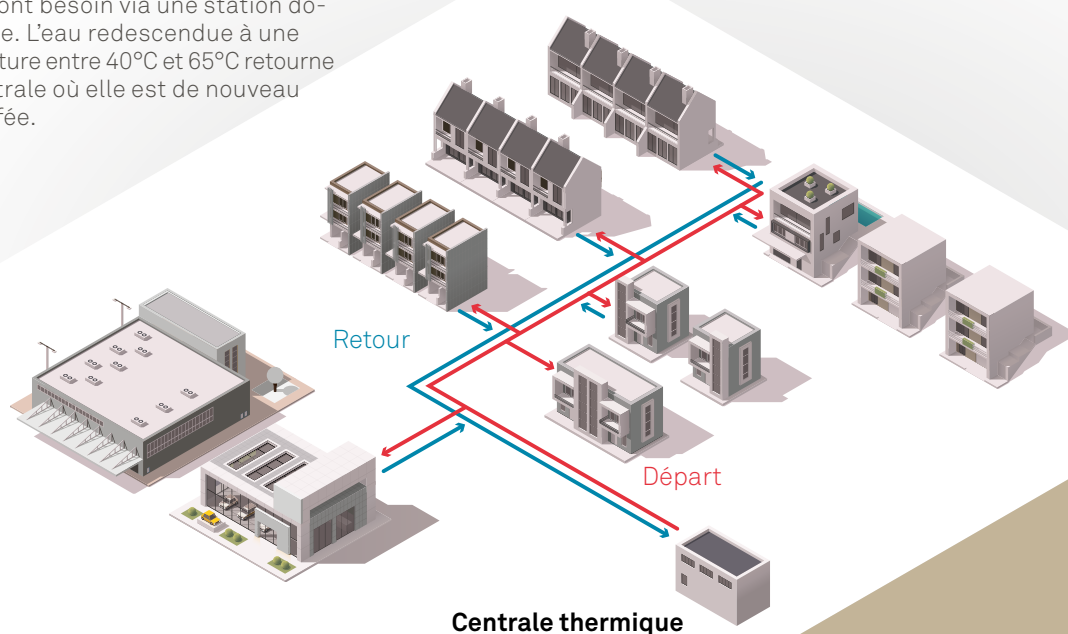 ont besoin via une station do-
e. L’eau redescendue à une
ture entre 40°C et 65°C retourne
trale où elle est de nouveau
fée.
Retour
Départ
Centrale thermique